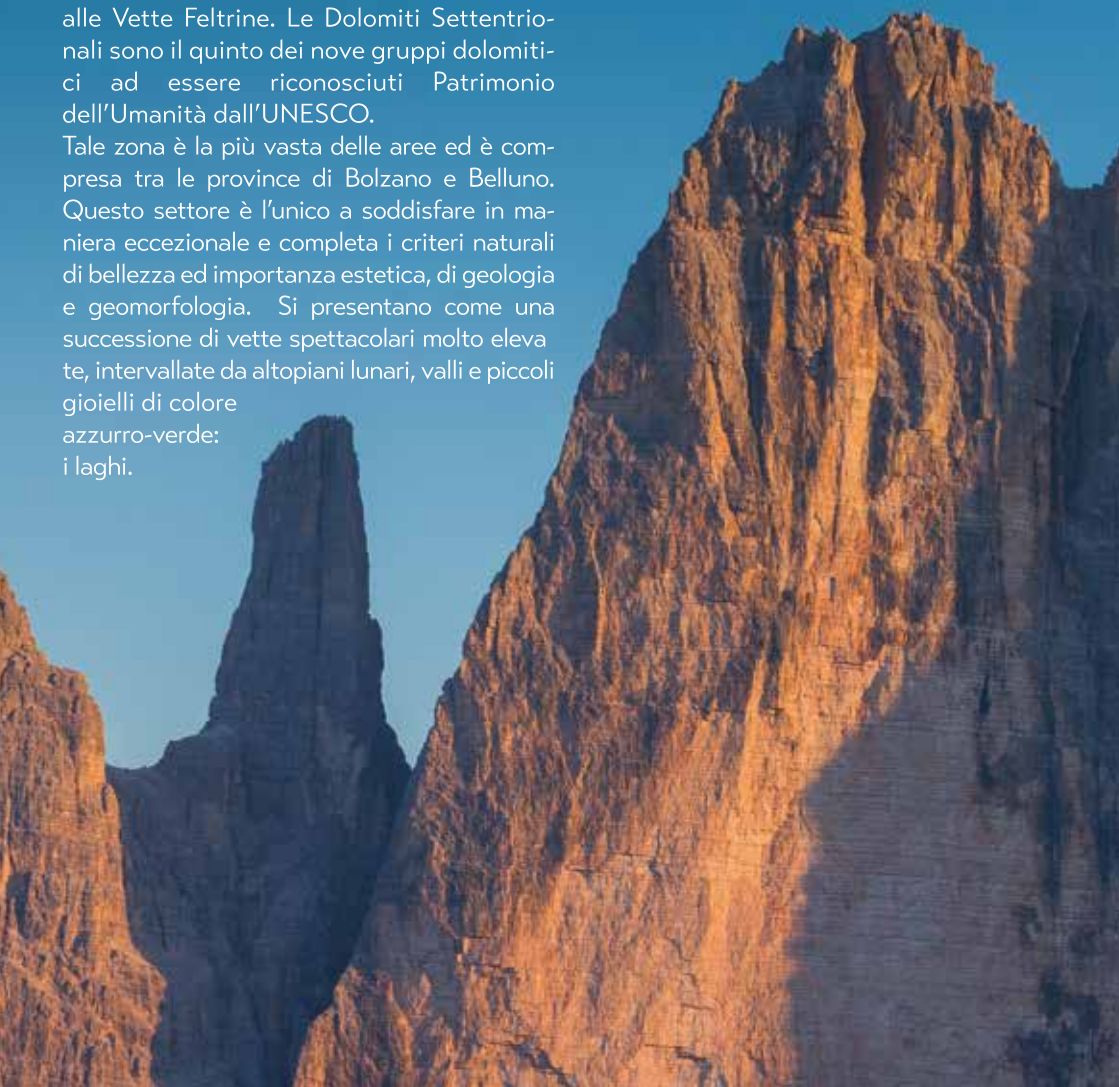 alle Vette Feltrine. Le Dolomiti Settentrio-
nali sono il quinto dei nove gruppi dolomiti-
ci ad essere riconosciuti Patrimonio
dell'Umanità dall'UNESCO.
Tale zona è la più vasta delle aree ed è com-
presa tra le province di Bolzano e Belluno.
Questo settore è l'unico a soddisfare in ma-
niera eccezionale e completa i criteri naturali
di bellezza ed importanza estetica, di geologia
e geomorfologia. Si presentano come una
successione di vette spettacolari molto eleva
te, intervallate da altopiani lunari, valli e piccoli
gioielli di colore
azzurro-verde:
i laghi.